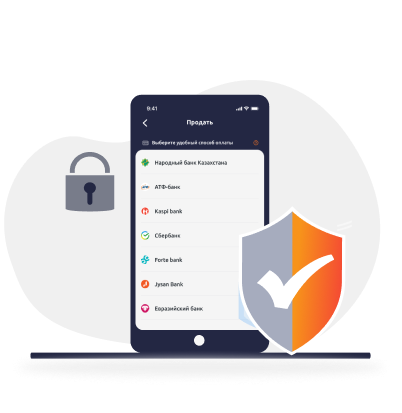 9:41
Продать
Выберите удобный способ оплаты
Народный банк Казахстана
АТФ-банк
Kaspi bank
Сбербанк
Forte bank
Jysan Bank
Евразийский банк